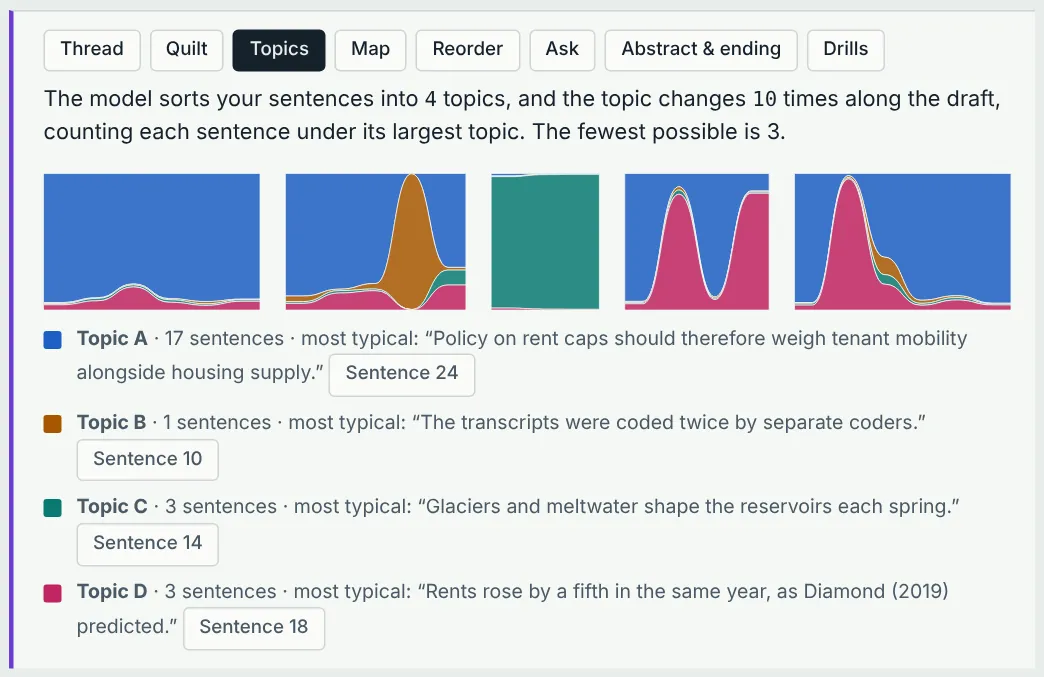 Thread Quilt Topics Map Reorder Ask Abstract & ending Drills
The model sorts your sentences into 4 topics, and the topic changes 10 times along the draft,
counting each sentence under its largest topic. The fewest possible is 3.
Topic A · 17 sentences · most typical: “Policy on rent caps should therefore weigh tenant mobility
alongside housing supply.” Sentence 24
Topic B · 1 sentences · most typical: “The transcripts were coded twice by separate coders.”
Sentence 10
Topic C · 3 sentences · most typical: “Glaciers and meltwater shape the reservoirs each spring.”
Sentence 14
Topic D · 3 sentences · most typical: “Rents rose by a fifth in the same year, as Diamond (2019)
predicted.” Sentence 18